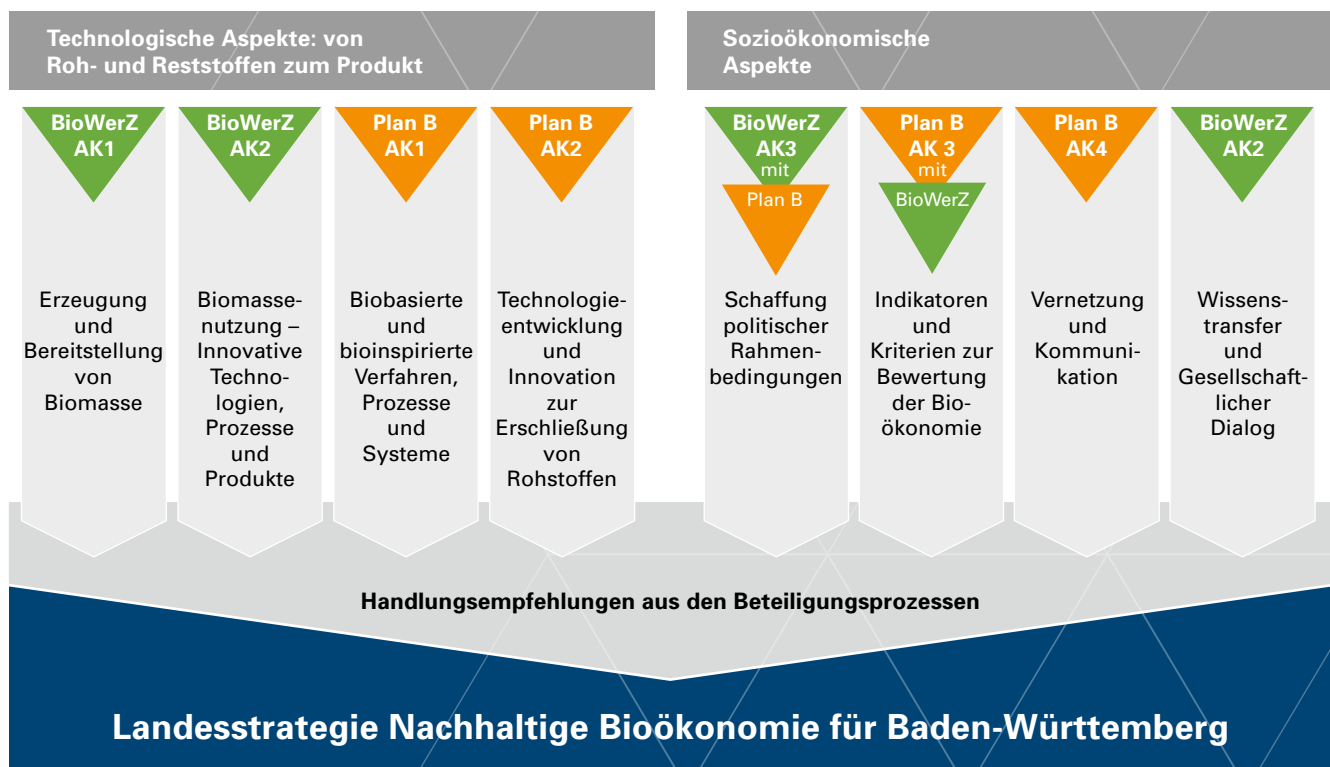 Technologische Aspekte: von
Roh- und Reststoffen zum Produkt
Sozioökonomische
Aspekte
BioWerZ
AK1
Erzeugung
und
Bereitstellung
von
Biomasse
BioWerZ
AK2
Biomasse-
nutzung –
Innovative
Techno-
logien,
Prozesse
und
Produkte
Plan B
AK1
Biobasierte
und
bioinspirierte
Verfahren,
Prozesse
und
Systeme
Plan B
AK2
Technologie-
entwicklung
und
Innovation
zur
Erschließung
von
Rohstoffen
BioWerZ
AK3
mit
Plan B
Schaffung
politischer
Rahmen-
bedingungen
Plan B
AK 3
mit
BioWerZ
Indikatoren
und
Kriterien zur
Bewertung
der Bio-
ökonomie
Plan B
AK4
Vernetzung
und
Kommuni-
kation
BioWerZ
AK2
Wissens-
transfer
und
Gesellschaft-
licher
Dialog
Handlungsempfehlungen aus den Beteiligungsprozessen
Landesstrategie Nachhaltige Bioökonomie für Baden-Württemberg